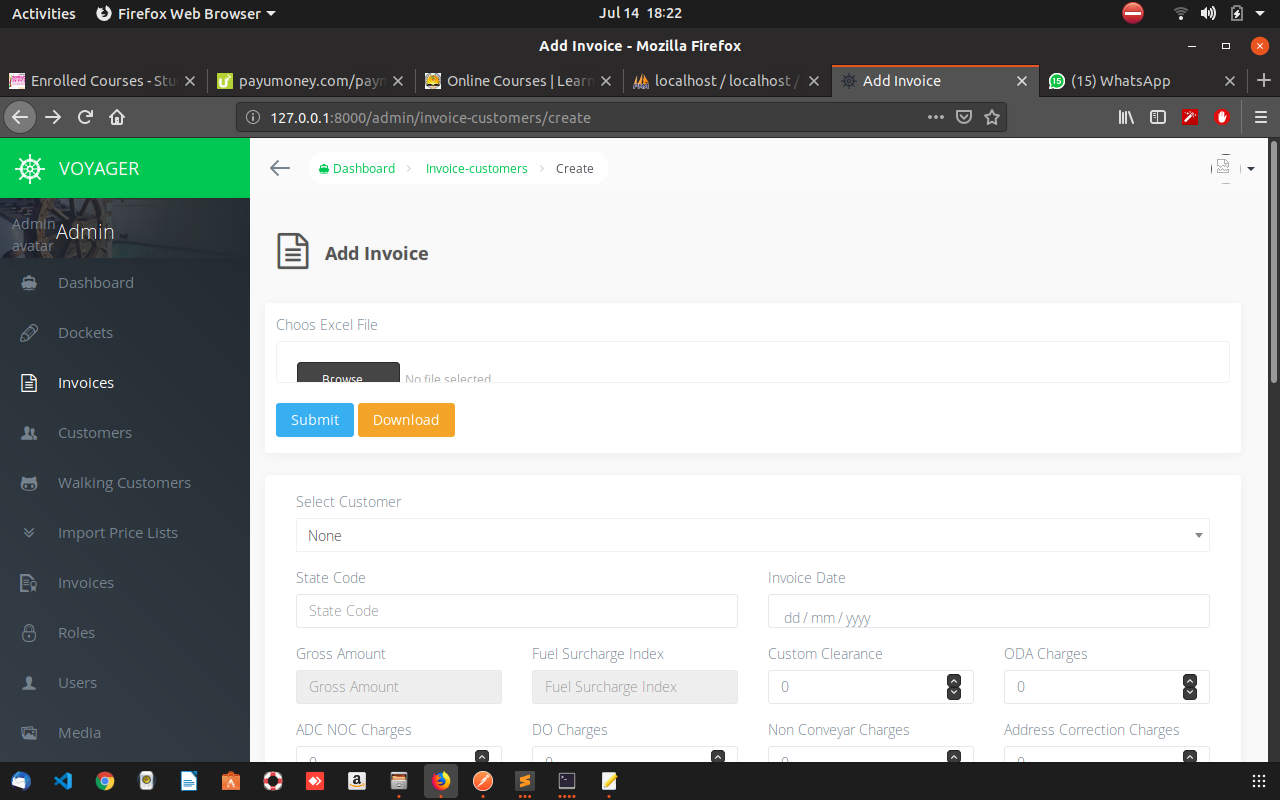 Activities Firefox Web Browser Jul 14 18:22
Add Invoice - Mozilla Firefox
Enrolled Courses - Stu payumoney.com/payn Online Courses | Learn localhost / localhost / Add Invoice (15) WhatsApp
127.0.0.1:8000/admin/invoice-customers/create
VOYAGER
Dashboard Invoice-customers Create
Admin avatar
Admin
Add Invoice
Dashboard
Dockets
Invoices
Customers
Walking Customers
Import Price Lists
Invoices
Roles
Users
Media
Choos Excel File
Browse... No file selected.
Submit Download
Select Customer
None
State Code Invoice Date
State Code dd / mm / yyyy
Gross Amount Fuel Surcharge Index Custom Clearance ODA Charges
Gross Amount Fuel Surcharge Index 0 0
ADC NOC Charges DO Charges Non Conveyar Charges Address Correction Charges
0 0 0 0